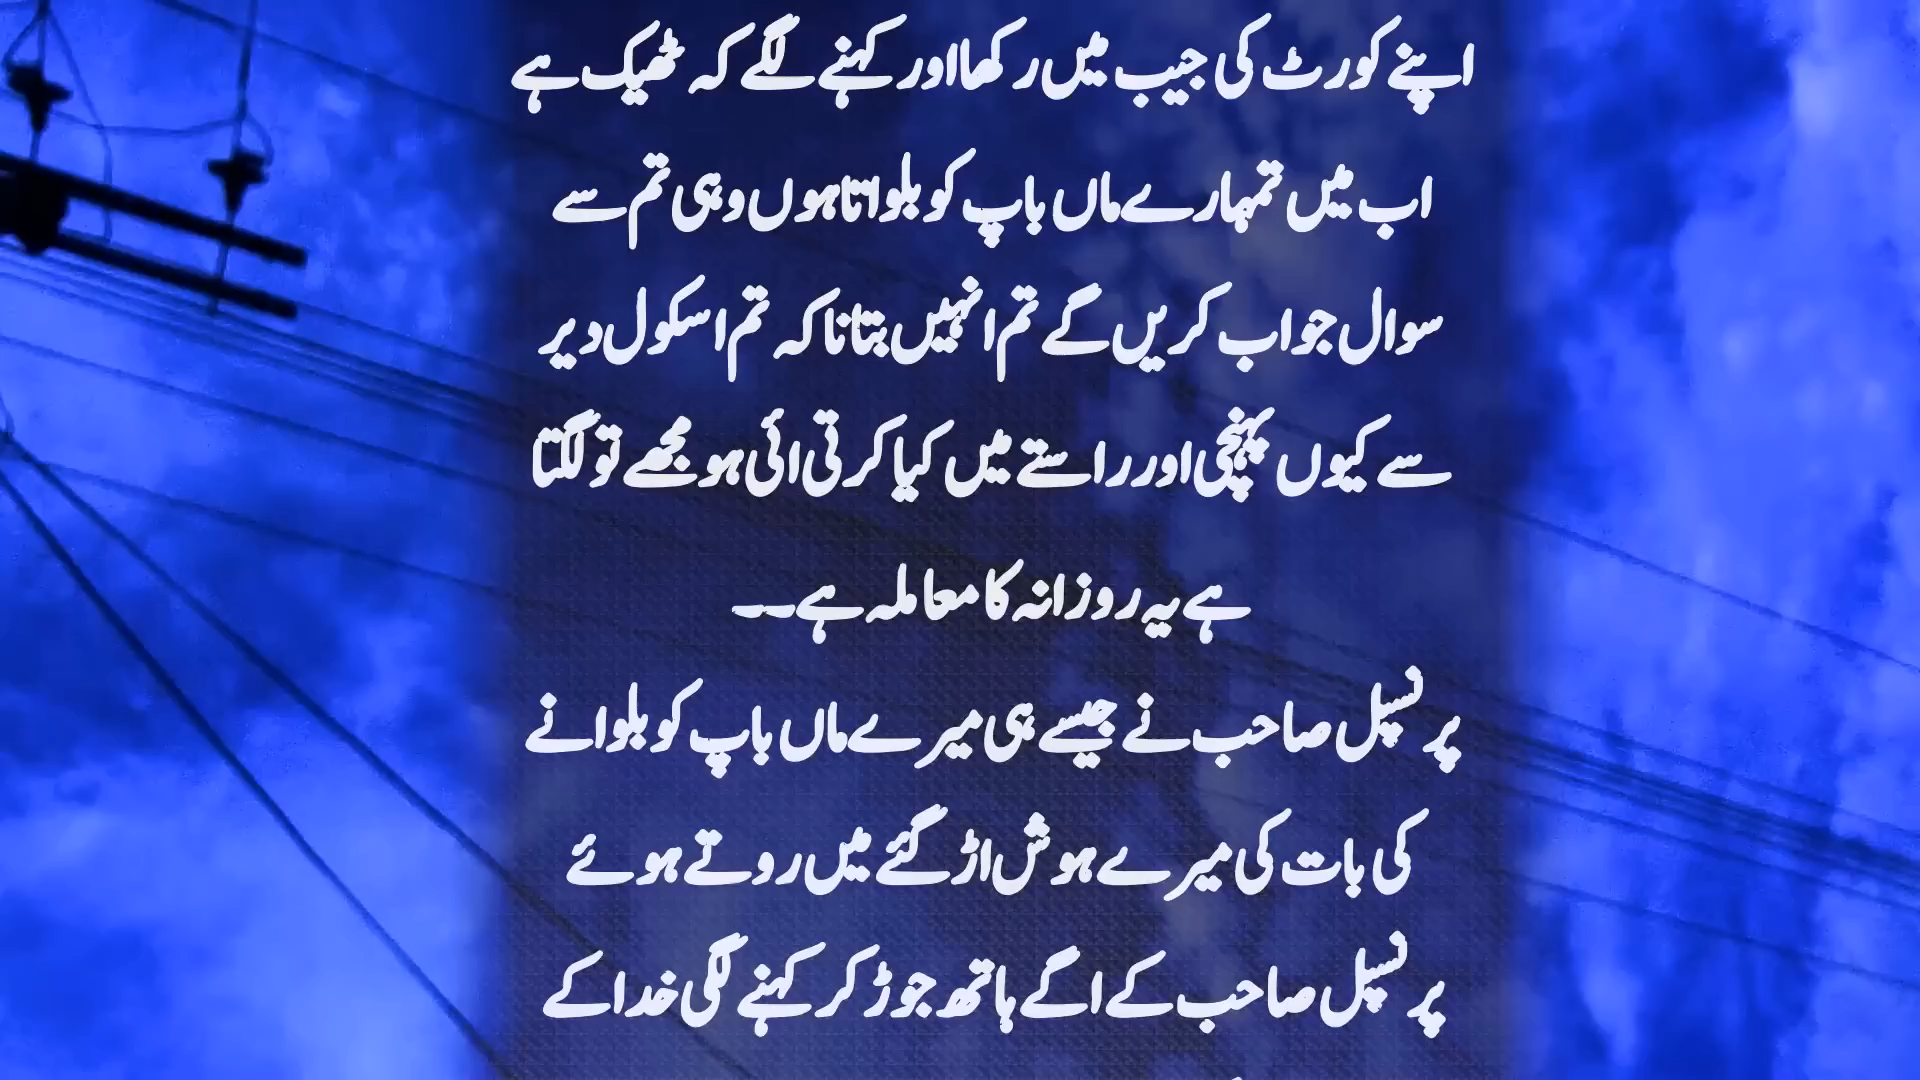 اپنے کورٹ کی جیب میں رکھا اور کہنے لگے کہ ٹھیک ہے
اب میں تمہارے ماں باپ کو بلواتا ہوں وہی تم سے
سوال جواب کریں گے تم انہیں بتانا کہ تم اسکول دیر
سے کیوں پہنچی اور راستے میں کیا کرتی ائی ہو مجھے تو لگتا
ہے یہ روزانہ کا معاملہ ہے۔۔
پرنسپل صاحب نے جیسے ہی میرے ماں باپ کو بلوانے
کی بات کی میرے ہوش اڑ گئے میں روتے ہوئے
پرنسپل صاحب کے اگے ہاتھ جوڑ کر کہنے لگی خدا کے